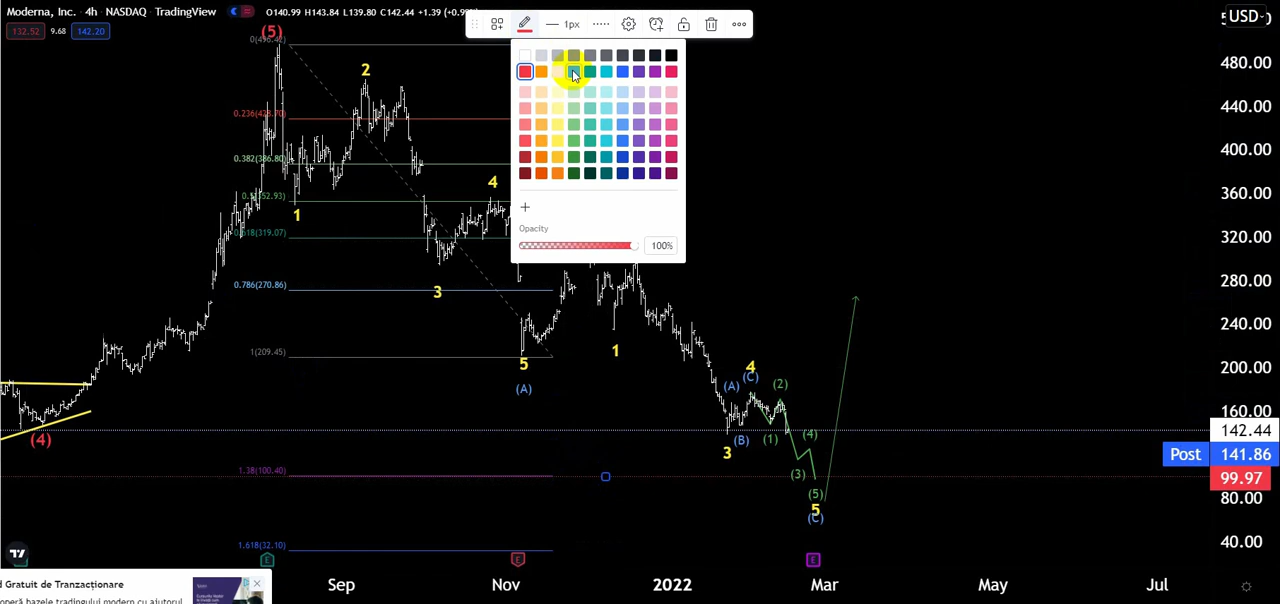 Moderna, Inc. · 4h · NASDAQ · TradingView
O140.99 H143.84 L139.80 C142.44 +1.39
132.52 9.68 142.20
1px
USD
480.00
440.00
400.00
360.00
320.00
280.00
240.00
200.00
160.00
142.44
Post 141.86
99.97
80.00
40.00
Opacity
100%
(5)
0(496.42)
2
0.236(428.70)
0.382(386.80)
4
1
0.618(319.07)
0.786(270.86)
3
1
1(209.45)
5
(A)
4
(A) (C) (2)
(4)
(B) (1) (4)
3
1.38(100.40)
(3)
(5)
5
(C)
1.618(32.10)
E E E
Sep Nov 2022 Mar May Jul
d Gratuit de Tranzacționare